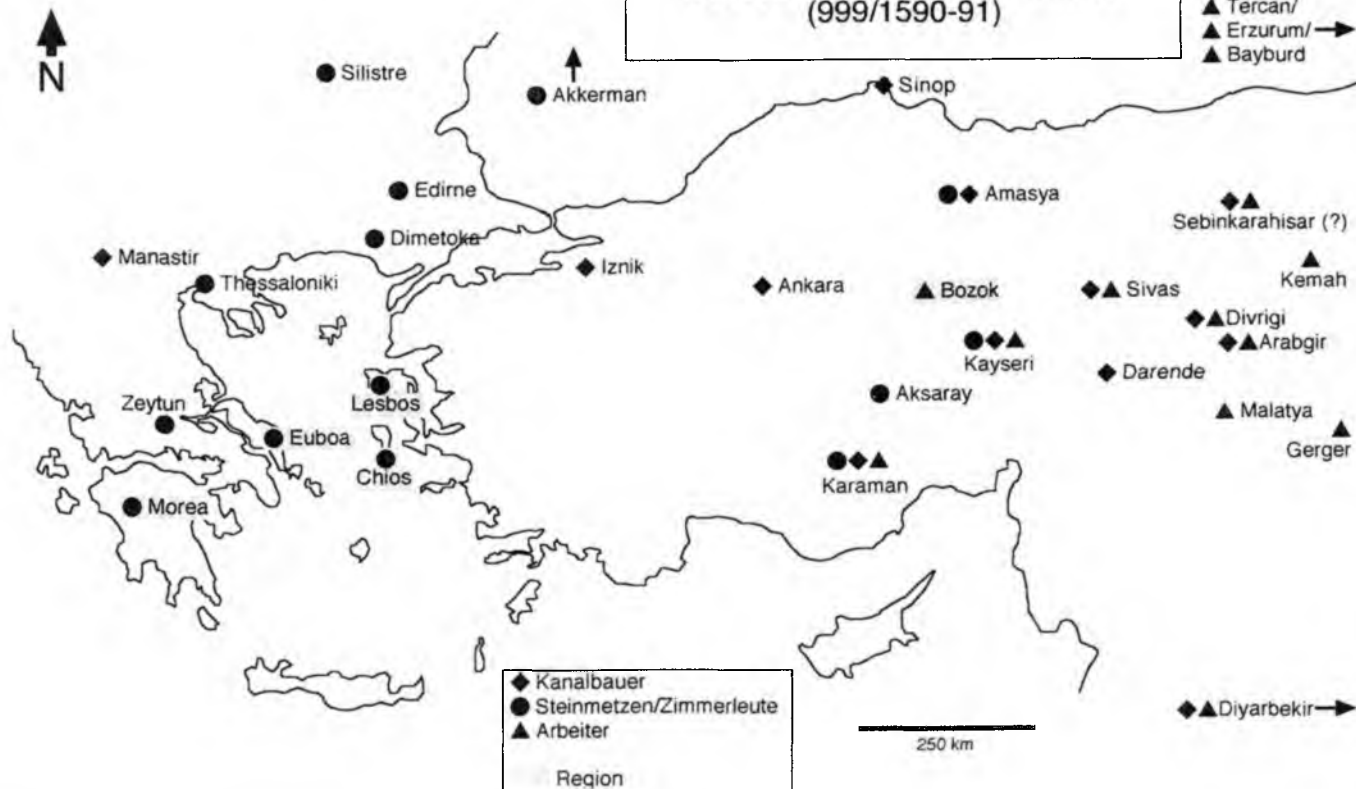 (999/1590-91)
Tercan/
Erzurum/
Bayburd
N
Silistre
Akkerman
Sinop
Edirne
Amasya
Sebinkarahisar (?)
Dimetoka
Manastir
Iznik
Kemah
Thessaloniki
Ankara
Bozok
Sivas
Divrigi
Arabgir
Kayseri
Darende
Lesbos
Aksaray
Zeytun
Malatya
Euboa
Gerger
Chios
Karaman
Morea
Kanalbauer
Steinmetzen/Zimmerleute
Arbeiter
Region
250 km
Diyarbekir